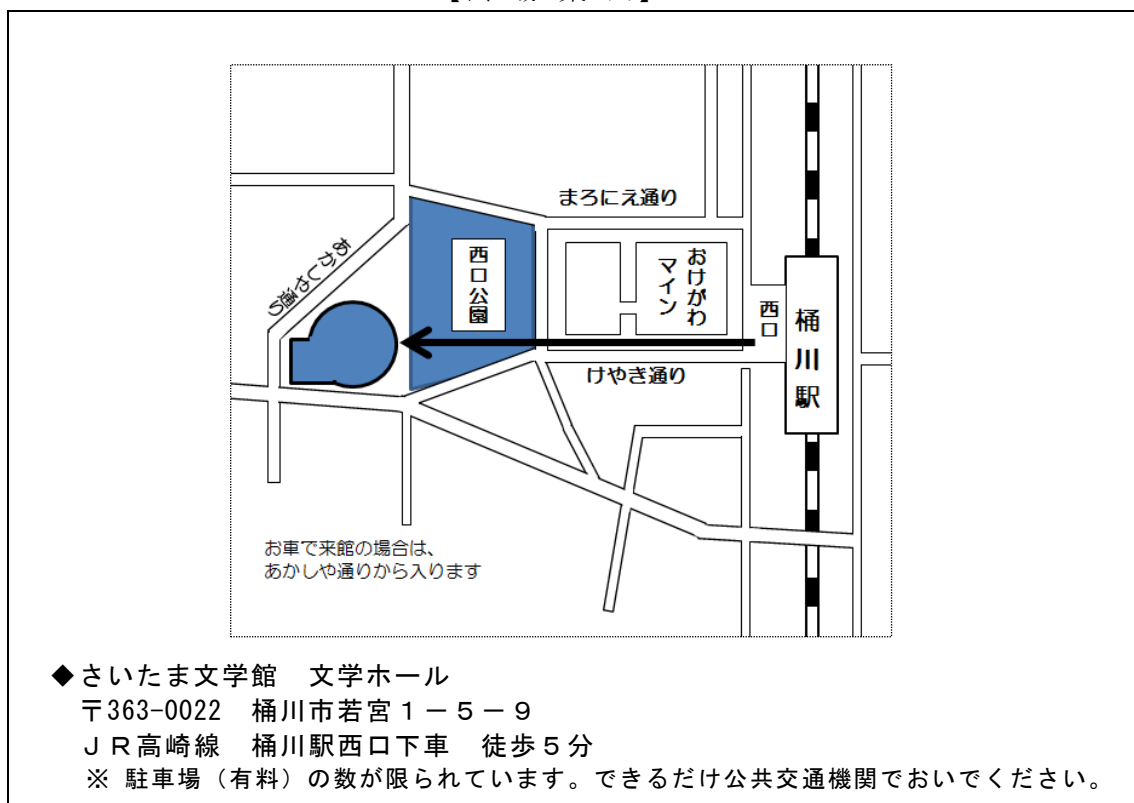 まろにえ通り
あかしや通り
西口公園
おけがわ
マイン
西口
桶川駅
けやき通り
お車で来館の場合は、
あかしや通りから入ります
◆さいたま文学館　文学ホール
〒363-0022　桶川市若宮１－５－９
ＪＲ高崎線　桶川駅西口下車　徒歩５分
※ 駐車場（有料）の数が限られています。できるだけ公共交通機関でおいでください。